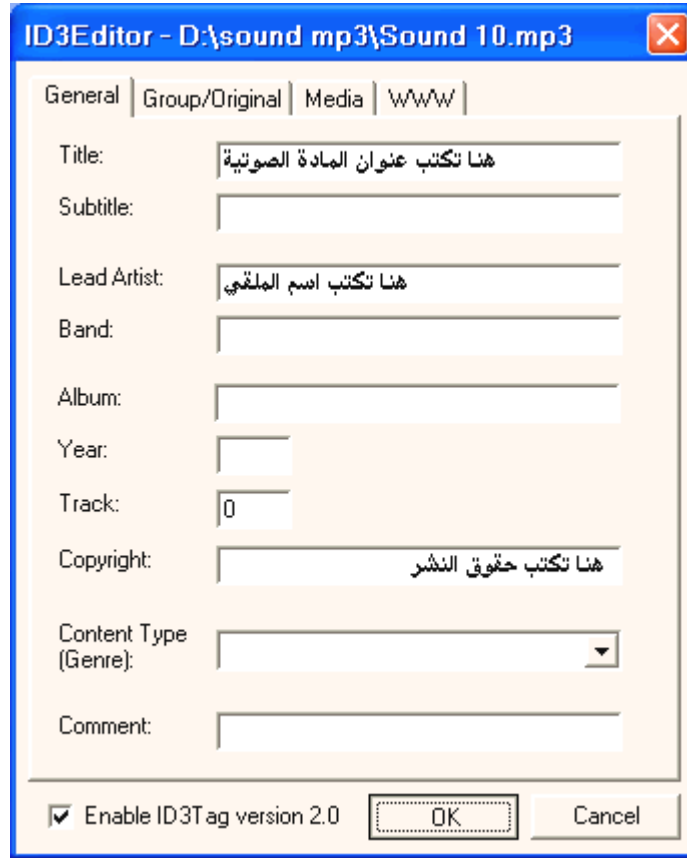 ID3Editor - D:\sound mp3\Sound 10.mp3
General Group/Original Media WWW
Title: هنا تكتب عنوان المادة الصوتية
Subtitle:
Lead Artist: هنا تكتب اسم الملقي
Band:
Album:
Year:
Track: 0
Copyright: هنا تكتب حقوق النشر
Content Type
(Genre):
Comment:
Enable ID3Tag version 2.0 OK Cancel